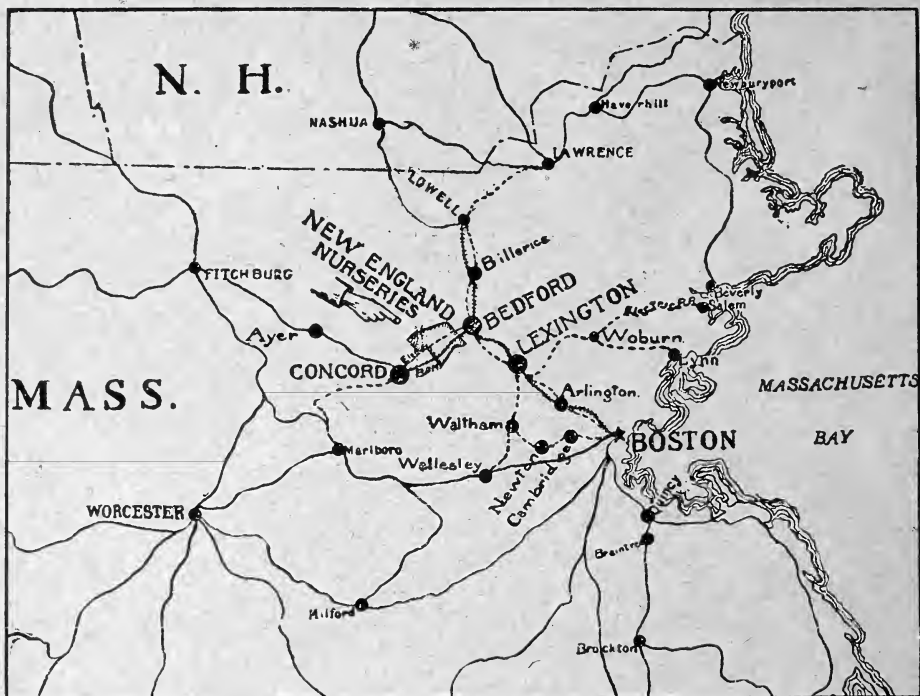 N. H.
Newburyport
Haverhill
NASHUA
LAWRENCE
LOWELL
NEW ENGLAND
NURSERIES
Billerica
FITCHBURG
BEDFORD
Beverly
Salem
LEXINGTON
Ayer
Woburn.
Lynn
CONCORD
MASS.
MASSACHUSETTS
BAY
Arlington.
Waltham
BOSTON
Marlboro
Wellesley
Newton
Cambridge
Quincy
WORCESTER
Braintree
Milford
Brockton